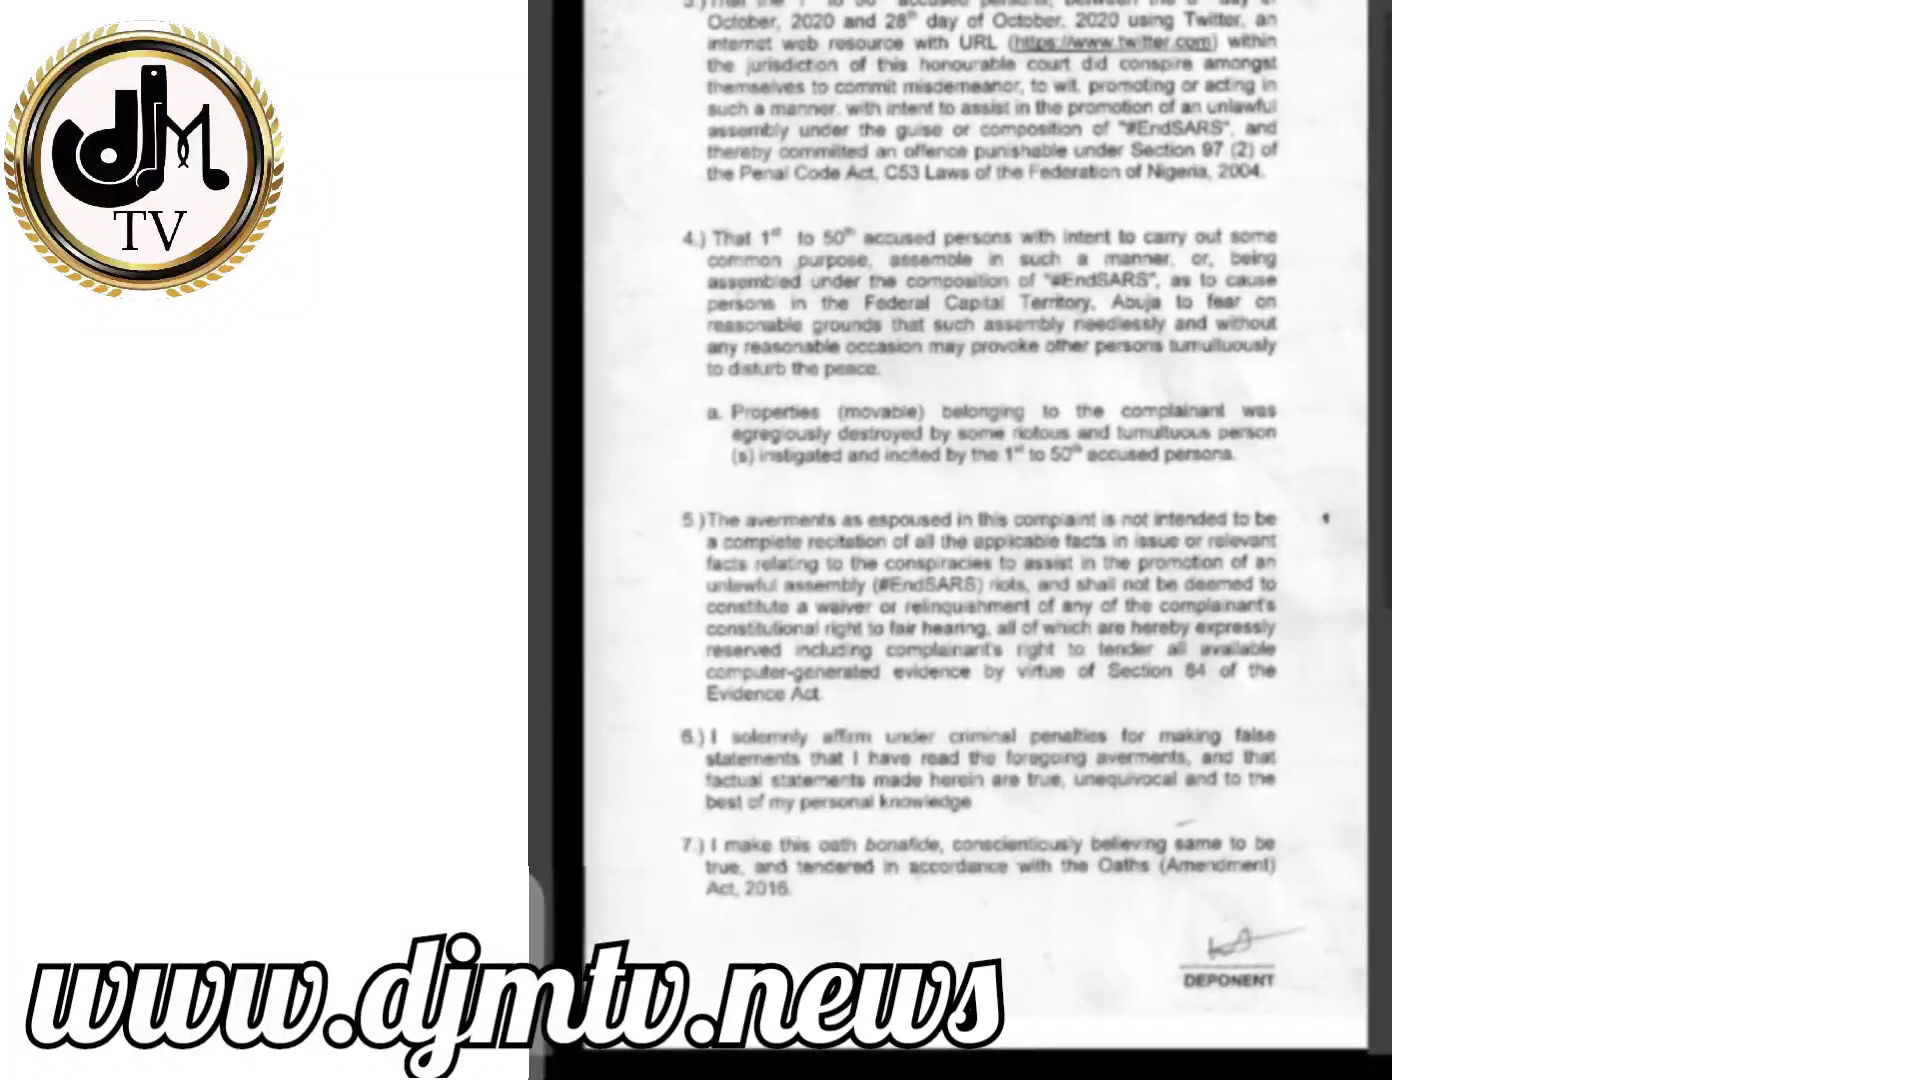 djm
TV
October, 2020 and 28th day of October, 2020 using Twitter, an
internet web resource with URL (https://www.twitter.com) within
the jurisdiction of this honourable court did conspire amongst
themselves to commit misdemeanor, to wit, promoting or acting in
such a manner, with intent to assist in the promotion of an unlawful
assembly under the guise or composition of "#EndSARS", and
thereby committed an offence punishable under Section 97 (2) of
the Penal Code Act, C53 Laws of the Federation of Nigeria, 2004.
4.) That 1st to 50th accused persons with intent to carry out some
common purpose, assemble in such a manner, or, being
assembled under the composition of "#EndSARS", as to cause
persons in the Federal Capital Territory, Abuja to fear on
reasonable grounds that such assembly needlessly and without
any reasonable occasion may provoke other persons tumultuously
to disturb the peace.
a. Properties (movable) belonging to the complainant was
egregiously destroyed by some riotous and tumultuous person
(s) instigated and incited by the 1st to 50th accused persons.
5.) The averments as espoused in this complaint is not intended to be
a complete recitation of all the applicable facts in issue or relevant
facts relating to the conspiracies to assist in the promotion of an
unlawful assembly (#EndSARS) riots, and shall not be deemed to
constitute a waiver or relinquishment of any of the complainant's
constitutional right to fair hearing, all of which are hereby expressly
reserved including complainant's right to tender all available
computer-generated evidence by virtue of Section 84 of the
Evidence Act.
6.) I solemnly affirm under criminal penalties for making false
statements that I have read the foregoing averments, and that
factual statements made herein are true, unequivocal and to the
best of my personal knowledge
7.) I make this oath bonafide, conscientiously believing same to be
true, and tendered in accordance with the Oaths (Amendment)
Act, 2016.
DEPONENT
www.djmtv.news